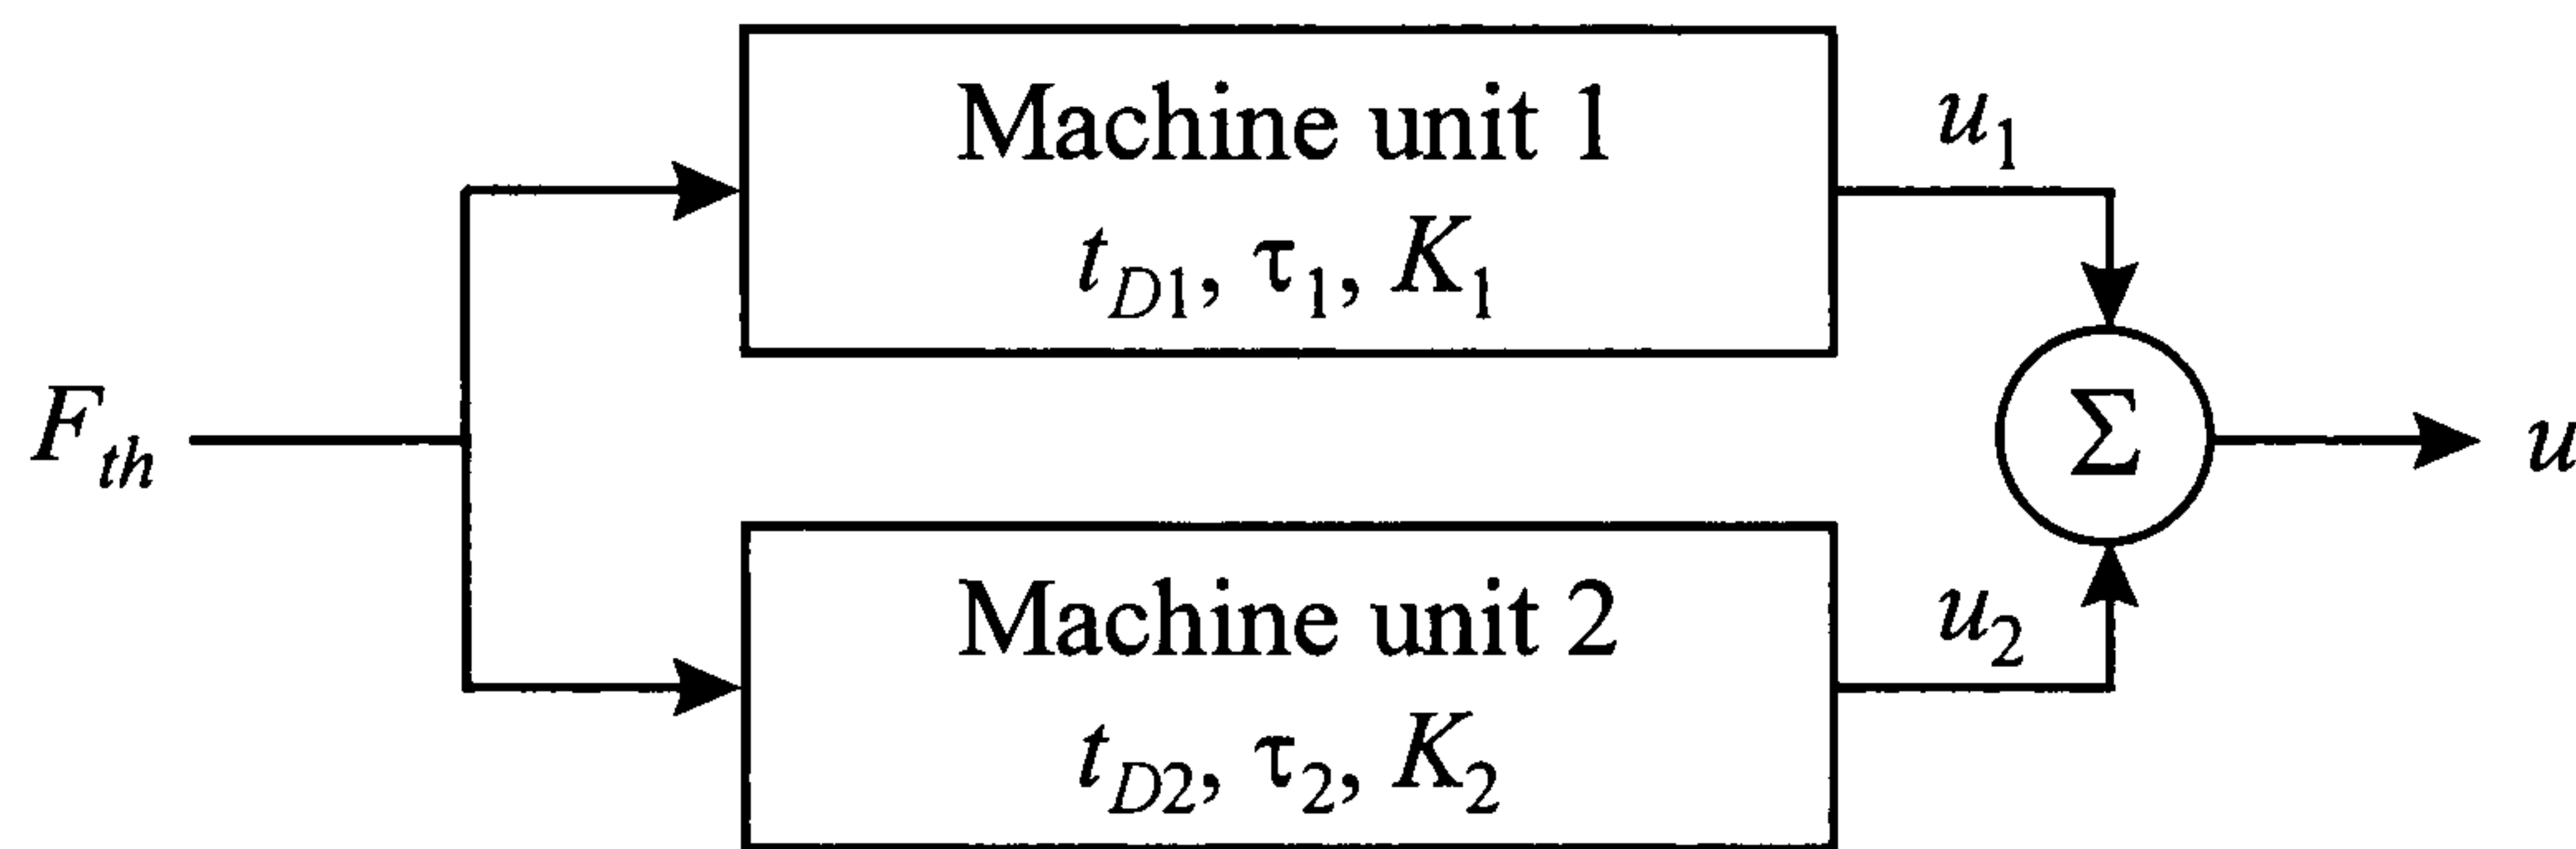 Machine unit 1
t_{D1}, τ_1, K_1
u_1
F_{th}
Σ
u
Machine unit 2
t_{D2}, τ_2, K_2
u_2